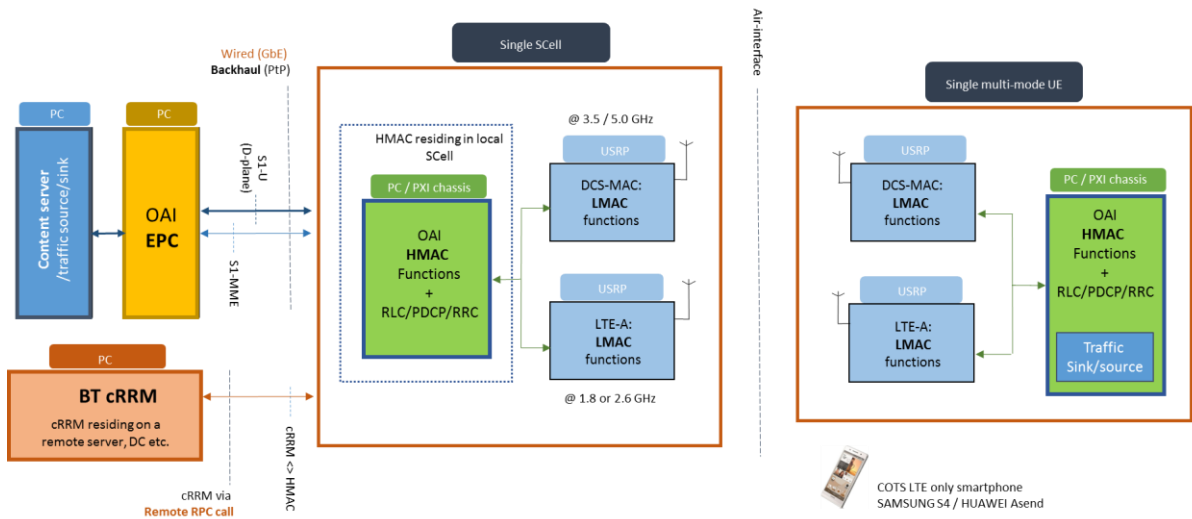 Wired (GbE)
Backhaul (PtP)
Single SCell
Air-interface
Single multi-mode UE
PC
PC
Content server
/traffic source/sink
OAI
EPC
S1-U
(D-plane)
S1-MME
HMAC residing in local
SCell
PC / PXI chassis
OAI
HMAC
Functions
+
RLC/PDCP/RRC
@ 3.5 / 5.0 GHz
USRP
DCS-MAC:
LMAC
functions
USRP
LTE-A:
LMAC
functions
@ 1.8 or 2.6 GHz
USRP
DCS-MAC:
LMAC
functions
USRP
LTE-A:
LMAC
functions
PC / PXI chassis
OAI
HMAC
Functions
+
RLC/PDCP/RRC
Traffic
Sink/source
PC
BT cRRM
cRRM residing on a
remote server, DC etc.
cRRM <> HMAC
cRRM via
Remote RPC call
COTS LTE only smartphone
SAMSUNG S4 / HUAWEI Asend